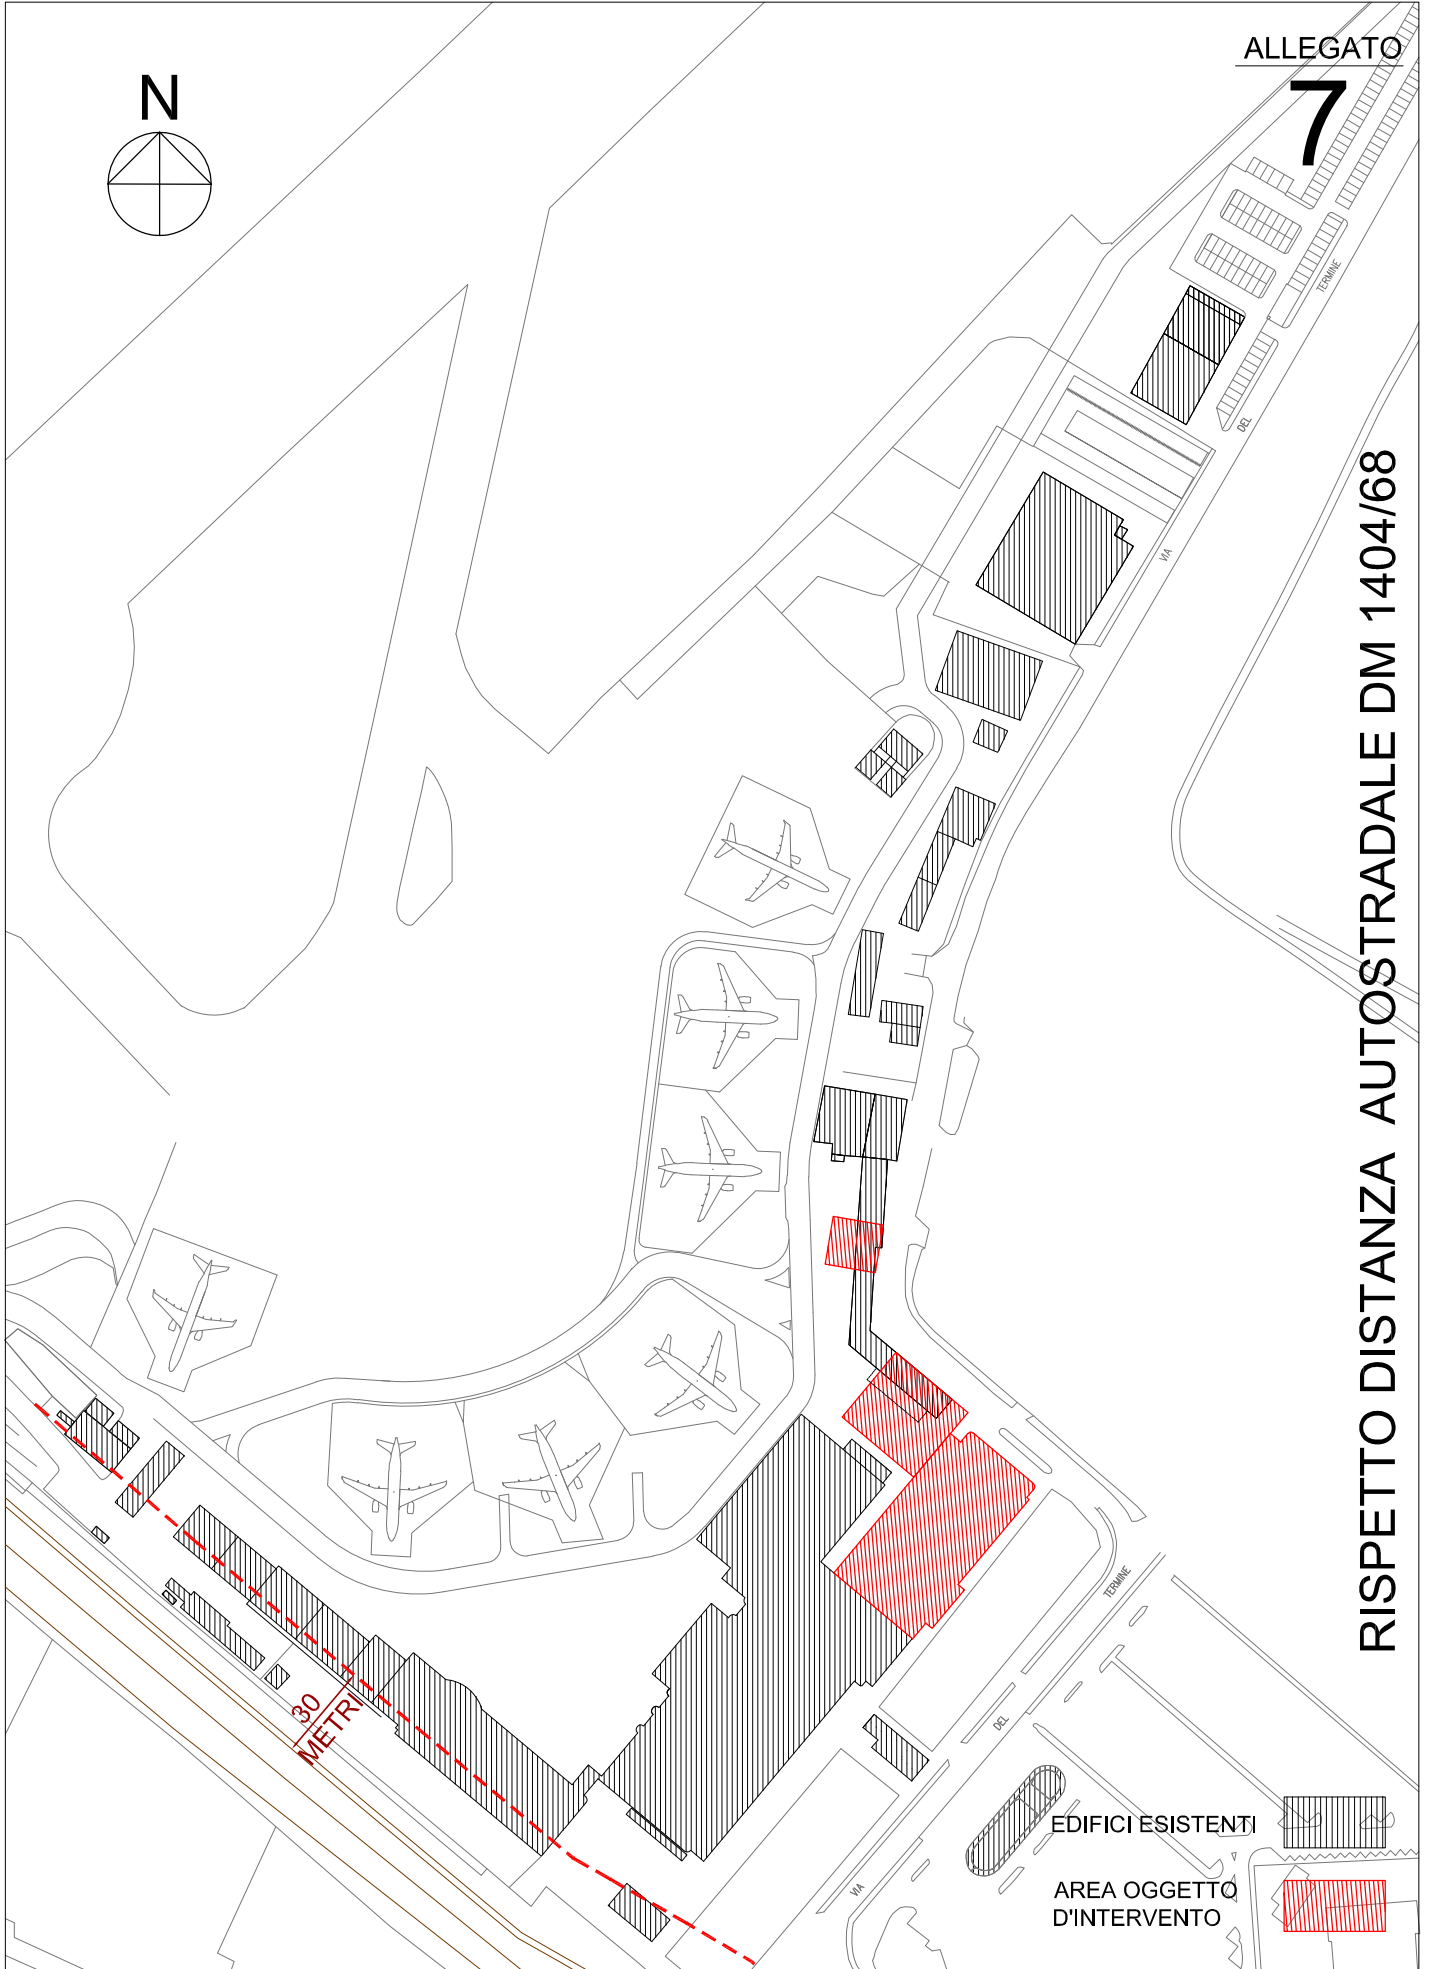 ALLEGATO
7
N
TERMINE
DEL
VIA
RISPETTO DISTANZA AUTOSTRADALE DM 1404/68
TERMINE
DEL
VIA
30
METRI
EDIFICI ESISTENTI
AREA OGGETTO
D'INTERVENTO